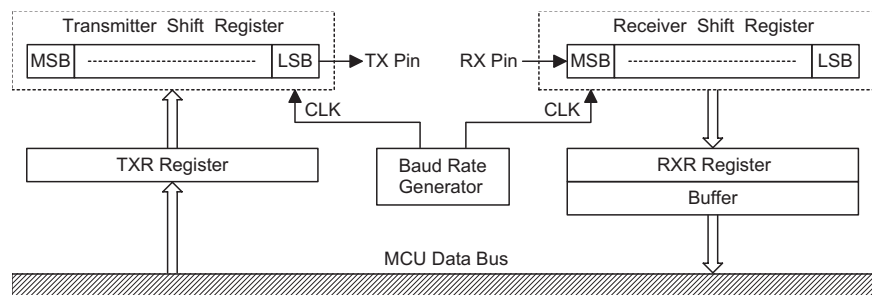 Transmitter Shift Register
MSB
LSB
TX Pin
CLK
TXR Register
Baud Rate
Generator
Receiver Shift Register
RX Pin
MSB
LSB
CLK
RXR Register
Buffer
MCU Data Bus